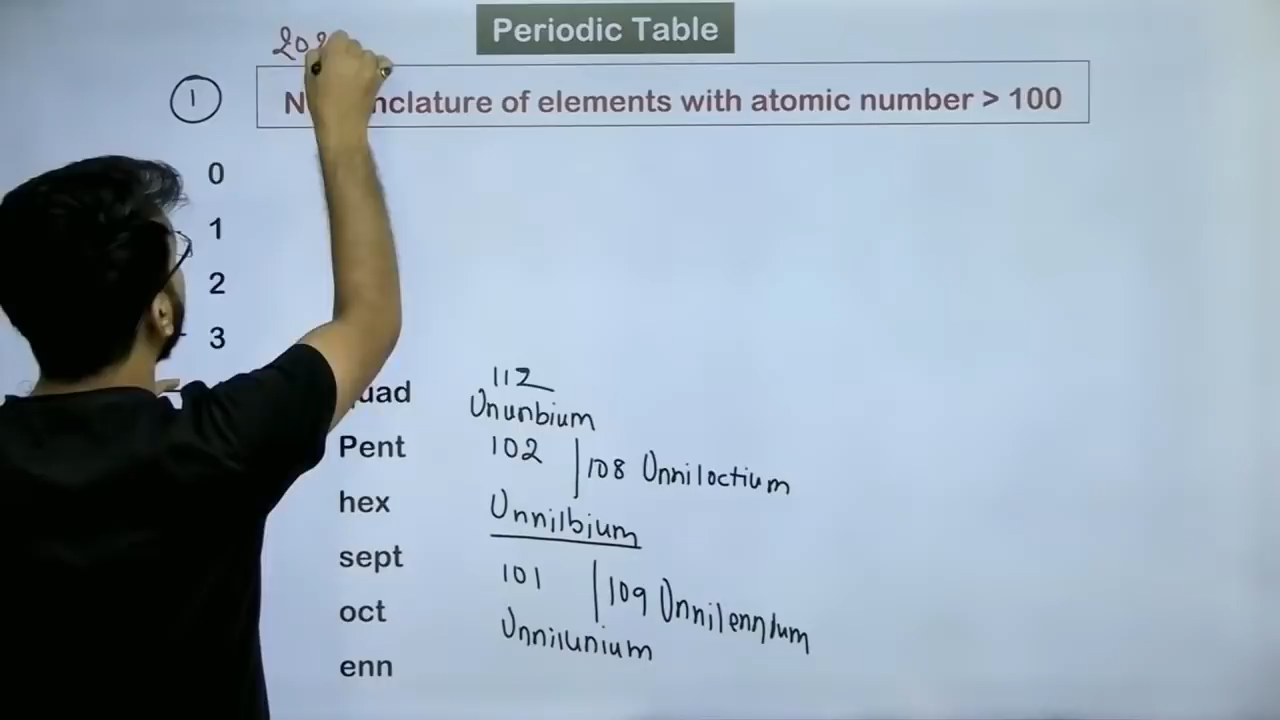 Periodic Table
1
nclature of elements with atomic number > 100
0
1
2
3
uad
Pent
hex
sept
oct
enn
112
Ununbium
102
108 Unniloctium
Unnilbium
101
109 Unnilennium
Unnilunium